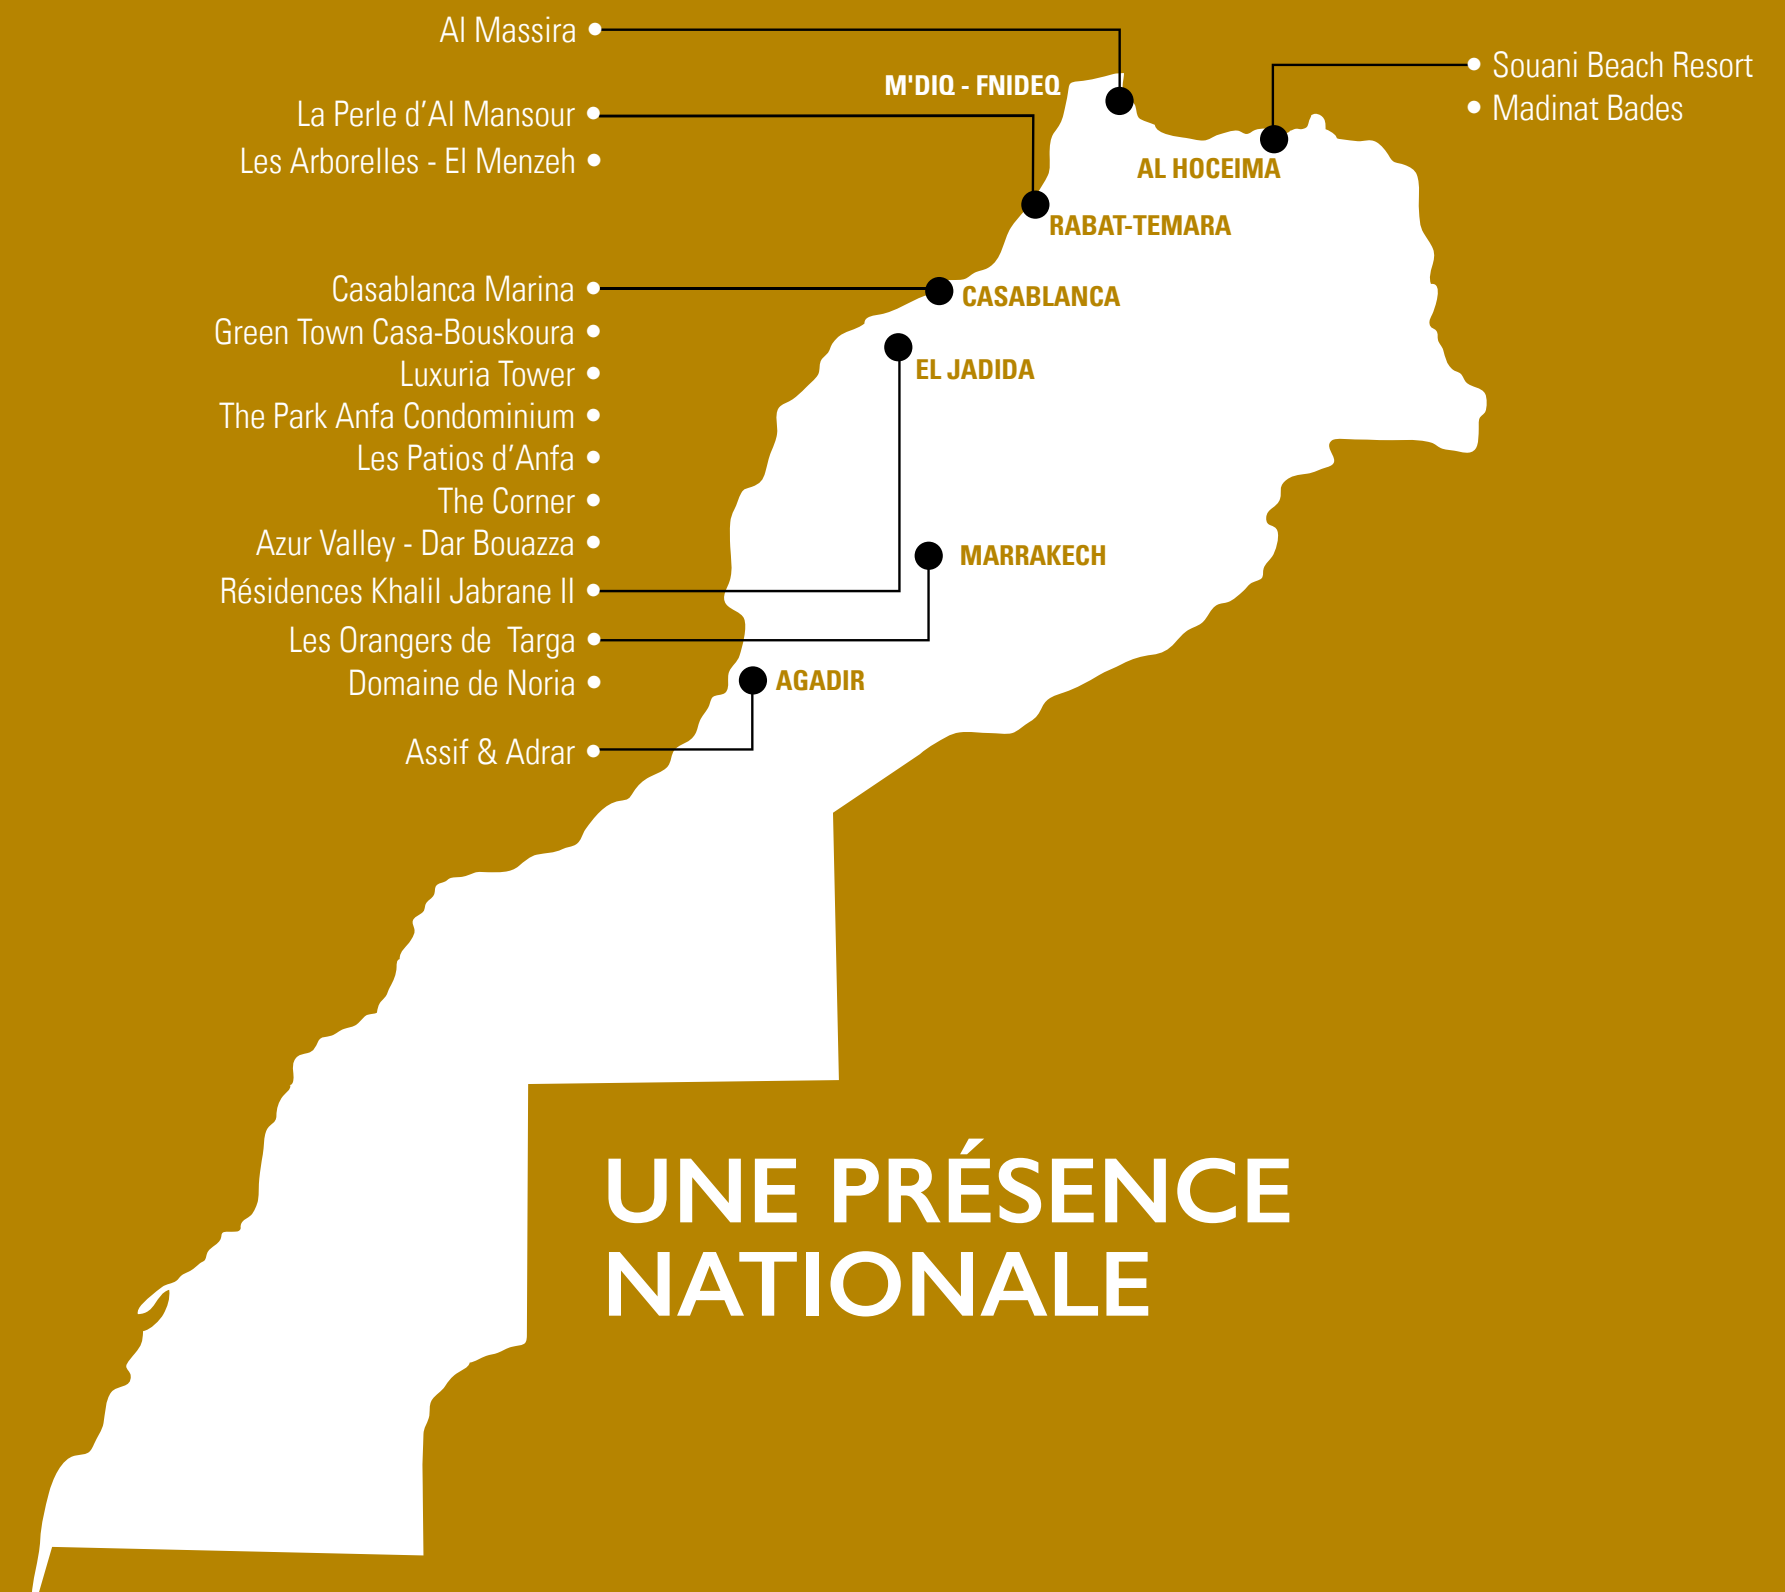 Al Massira
M'DIQ - FNIDEQ
Souani Beach Resort
Madinat Bades
La Perle d'Al Mansour
Les Arborelles - El Menzeh
AL HOCEIMA
RABAT-TEMARA
Casablanca Marina
CASABLANCA
Green Town Casa-Bouskoura
Luxuria Tower
EL JADIDA
The Park Anfa Condominium
Les Patios d'Anfa
The Corner
Azur Valley - Dar Bouazza
MARRAKECH
Résidences Khalil Jabrane II
Les Orangers de Targa
Domaine de Noria
AGADIR
Assif & Adrar
UNE PRÉSENCE
NATIONALE